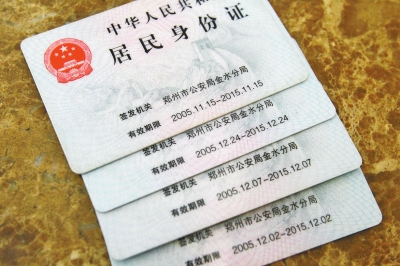 中华人民共和
居民身份证
签发机关 郑州市公安局金水分局
有效期限 2005.11.15-2015.11.15
签发机关 郑州市公安局金水分局
有效期限 2005.12.24-2015.12.24
签发机关 郑州市公安局金水分局
有效期限 2005.12.07-2015.12.07
签发机关 郑州市公安局金水分局
有效期限 2005.12.02-2015.12.02